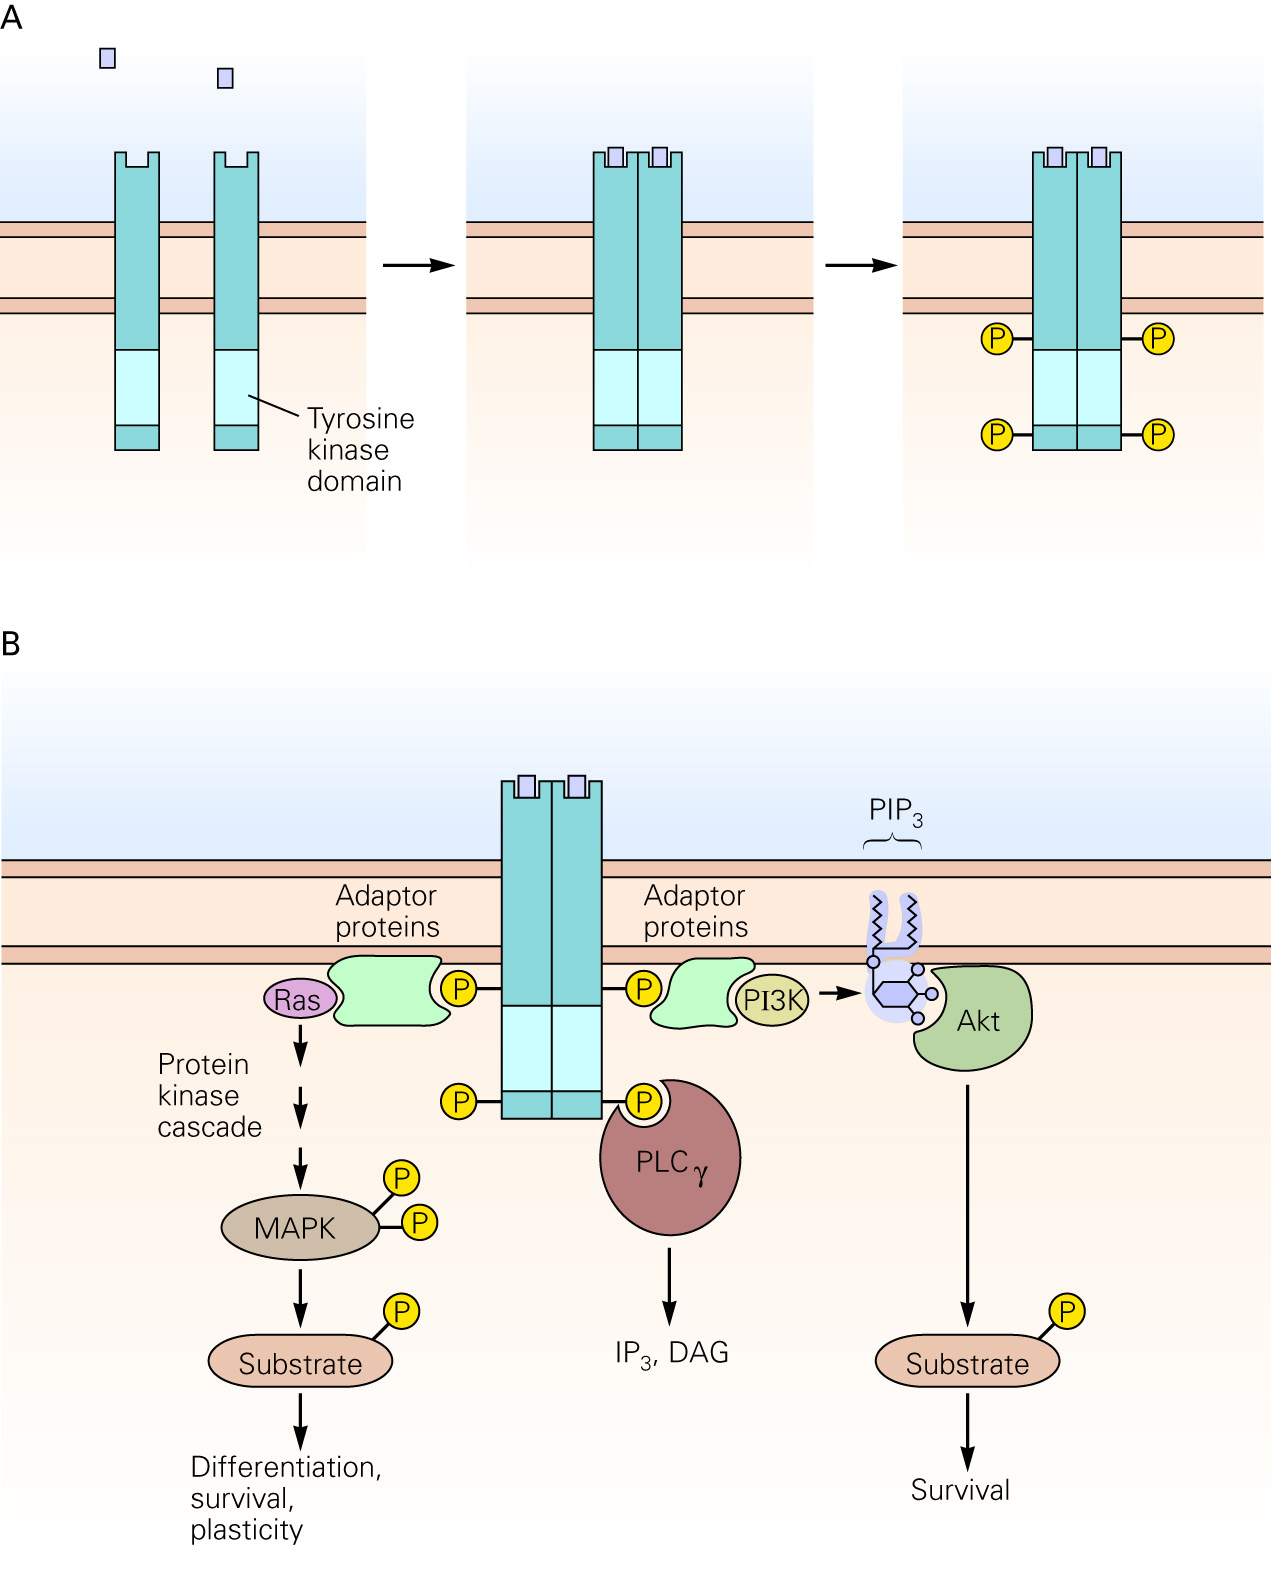 A
P
P
P
P
Tyrosine
kinase
domain
B
PIP3
Adaptor
proteins
Adaptor
proteins
Ras
P
P
PI3K
Akt
Protein
kinase
cascade
P
P
PLCγ
P
P
MAPK
P
Substrate
IP3, DAG
P
Substrate
Differentiation,
survival,
plasticity
Survival